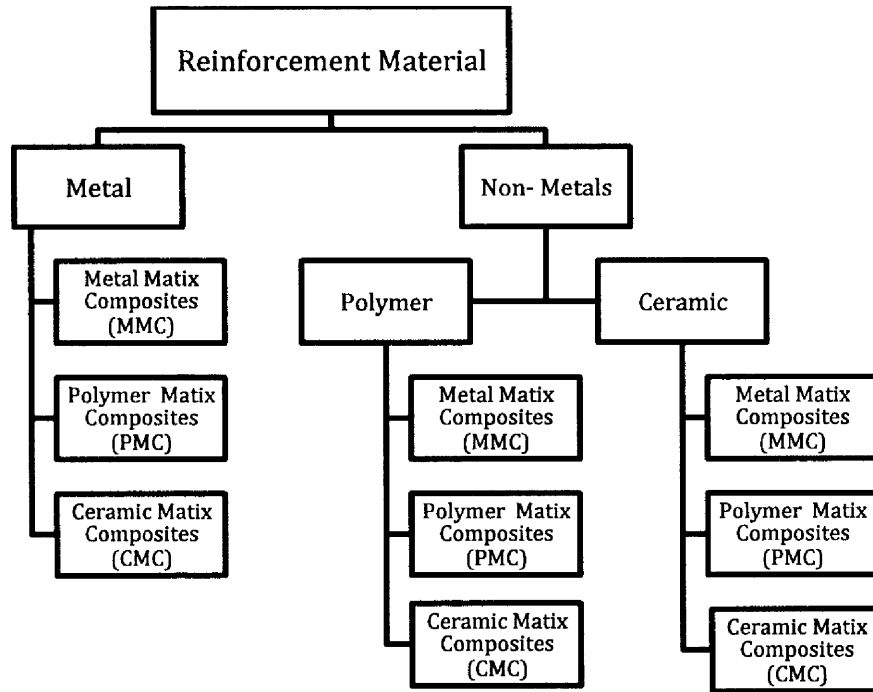 Reinforcement Material
Metal
Non- Metals
Metal Matix
Composites
(MMC)
Polymer Matix
Composites
(PMC)
Ceramic Matix
Composites
(CMC)
Polymer
Ceramic
Metal Matix
Composites
(MMC)
Polymer Matix
Composites
(PMC)
Ceramic Matix
Composites
(CMC)
Metal Matix
Composites
(MMC)
Polymer Matix
Composites
(PMC)
Ceramic Matix
Composites
(CMC)